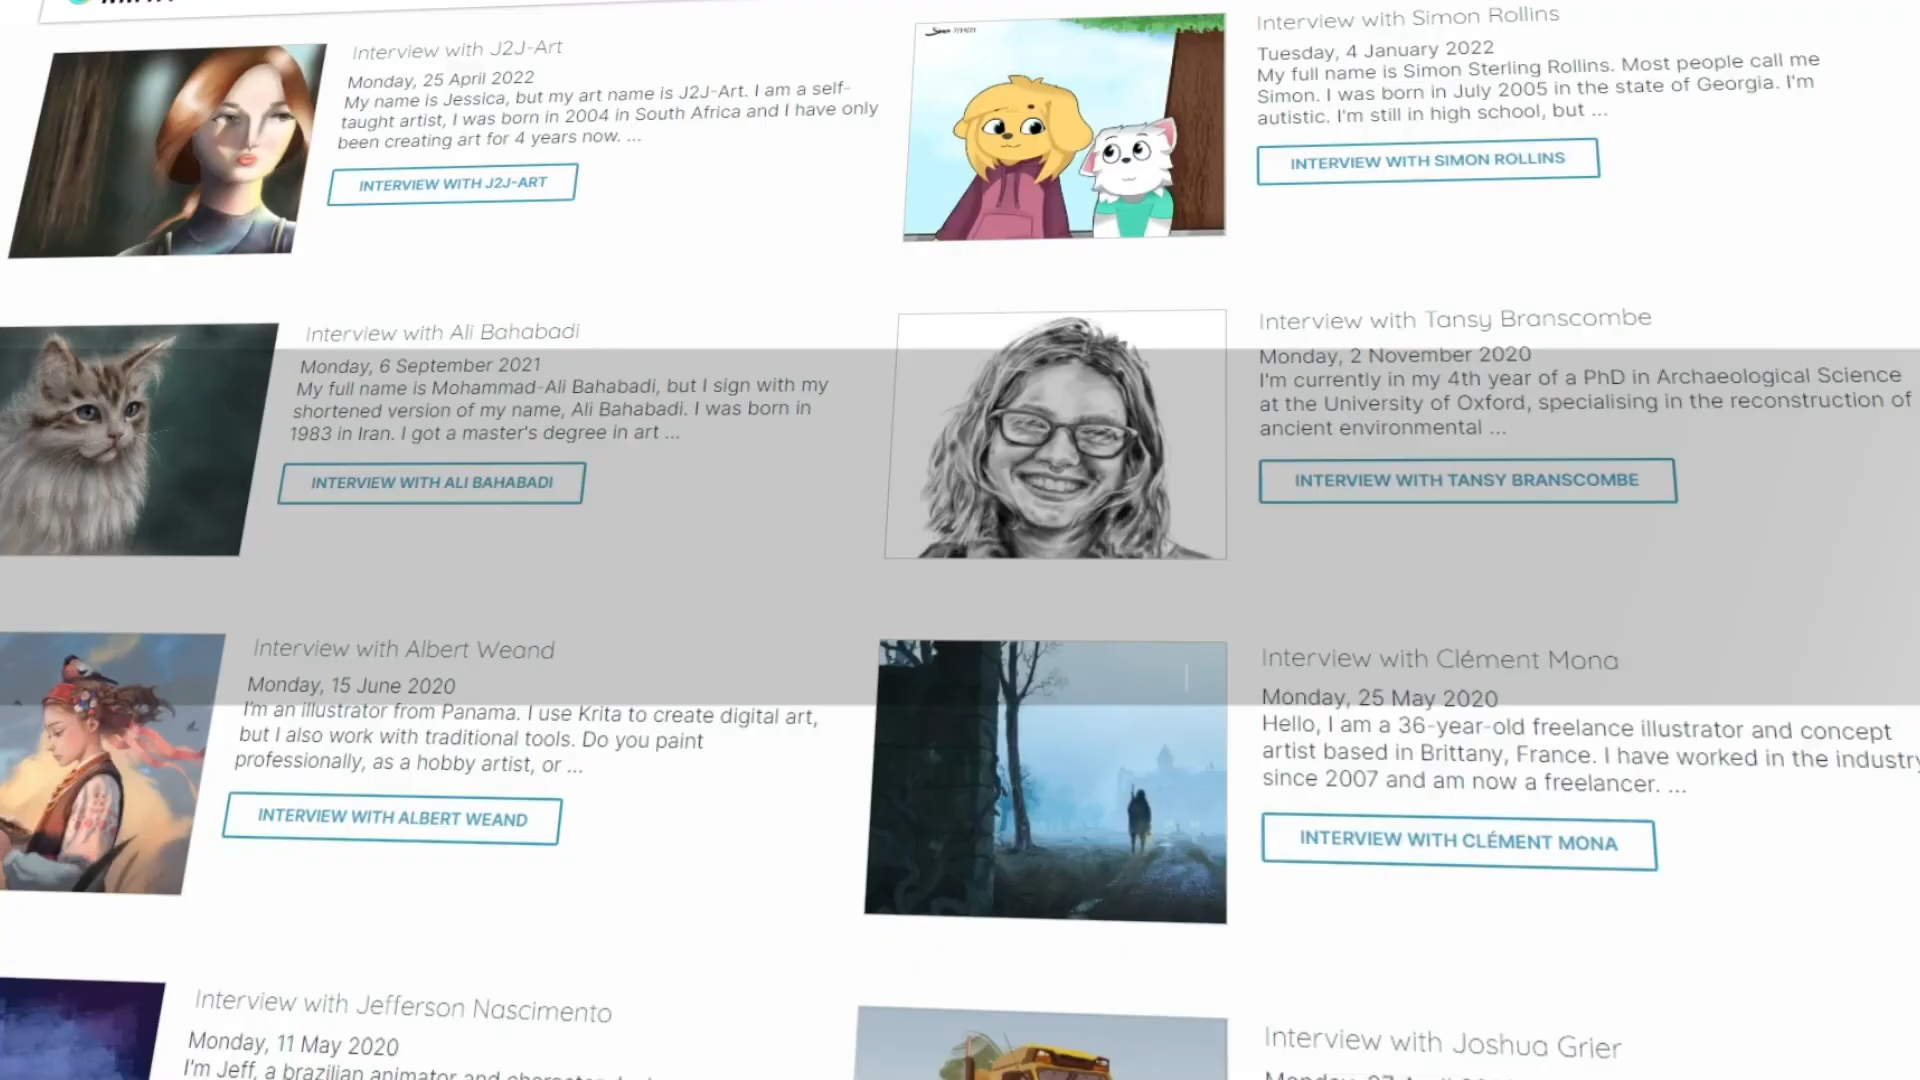 Interview with J2J-Art
Monday, 25 April 2022
My name is Jessica, but my art name is J2J-Art. I am a self-
taught artist, I was born in 2004 in South Africa and I have only
been creating art for 4 years now. ...
INTERVIEW WITH J2J-ART
Interview with Simon Rollins
Tuesday, 4 January 2022
My full name is Simon Sterling Rollins. Most people call me
Simon. I was born in July 2005 in the state of Georgia. I'm
autistic. I'm still in high school, but ...
INTERVIEW WITH SIMON ROLLINS
Interview with Ali Bahabadi
Monday, 6 September 2021
My full name is Mohammad-Ali Bahabadi, but I sign with my
shortened version of my name, Ali Bahabadi. I was born in
1983 in Iran. I got a master's degree in art ...
INTERVIEW WITH ALI BAHABADI
Interview with Tansy Branscombe
Monday, 2 November 2020
I'm currently in my 4th year of a PhD in Archaeological Science
at the University of Oxford, specialising in the reconstruction of
ancient environmental ...
INTERVIEW WITH TANSY BRANSCOMBE
Interview with Albert Weand
Monday, 15 June 2020
I'm an illustrator from Panama. I use Krita to create digital art,
but I also work with traditional tools. Do you paint
professionally, as a hobby artist, or ...
INTERVIEW WITH ALBERT WEAND
Interview with Clément Mona
Monday, 25 May 2020
Hello, I am a 36-year-old freelance illustrator and concept
artist based in Brittany, France. I have worked in the industry
since 2007 and am now a freelancer. ...
INTERVIEW WITH CLÉMENT MONA
Interview with Jefferson Nascimento
Monday, 11 May 2020
I'm Jeff, a brazilian animator and
Interview with Joshua Grier